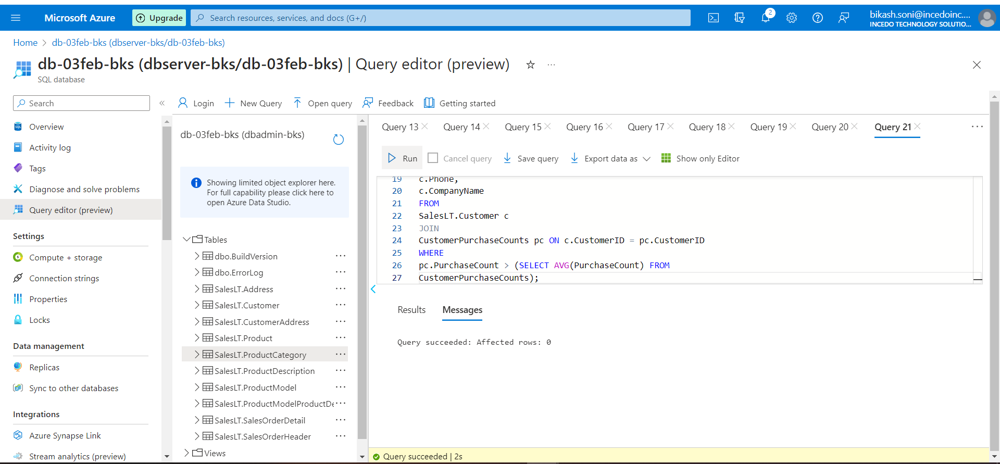 Microsoft Azure
Upgrade
Search resources, services, and docs (G+/)
2
bikash.soni@incedoinc....
INCEDO TECHNOLOGY SOLUTIO...
Home > db-03feb-bks (dbserver-bks/db-03feb-bks)
db-03feb-bks (dbserver-bks/db-03feb-bks) | Query editor (preview)
SQL database
Search
Overview
Activity log
Tags
Diagnose and solve problems
Query editor (preview)
Settings
Compute + storage
Connection strings
Properties
Locks
Data management
Replicas
Sync to other databases
Integrations
Azure Synapse Link
Stream analytics (preview)
Login
New Query
Open query
Feedback
Getting started
db-03feb-bks (dbadmin-bks)
Showing limited object explorer here.
For full capability please click here to
open Azure Data Studio.
Tables
dbo.BuildVersion
dbo.ErrorLog
SalesLT.Address
SalesLT.Customer
SalesLT.CustomerAddress
SalesLT.Product
SalesLT.ProductCategory
SalesLT.ProductDescription
SalesLT.ProductModel
SalesLT.ProductModelProductDe
SalesLT.SalesOrderDetail
SalesLT.SalesOrderHeader
Views
Query 13
Query 14
Query 15
Query 16
Query 17
Query 18
Query 19
Query 20
Query 21
Run
Cancel query
Save query
Export data as
Show only Editor
19 c.Phone,
20 c.CompanyName
21 FROM
22 SalesLT.Customer c
23 JOIN
24 CustomerPurchaseCounts pc ON c.CustomerID = pc.CustomerID
25 WHERE
26 pc.PurchaseCount > (SELECT AVG(PurchaseCount) FROM
27 CustomerPurchaseCounts);
Results
Messages
Query succeeded: Affected rows: 0
Query succeeded | 2s